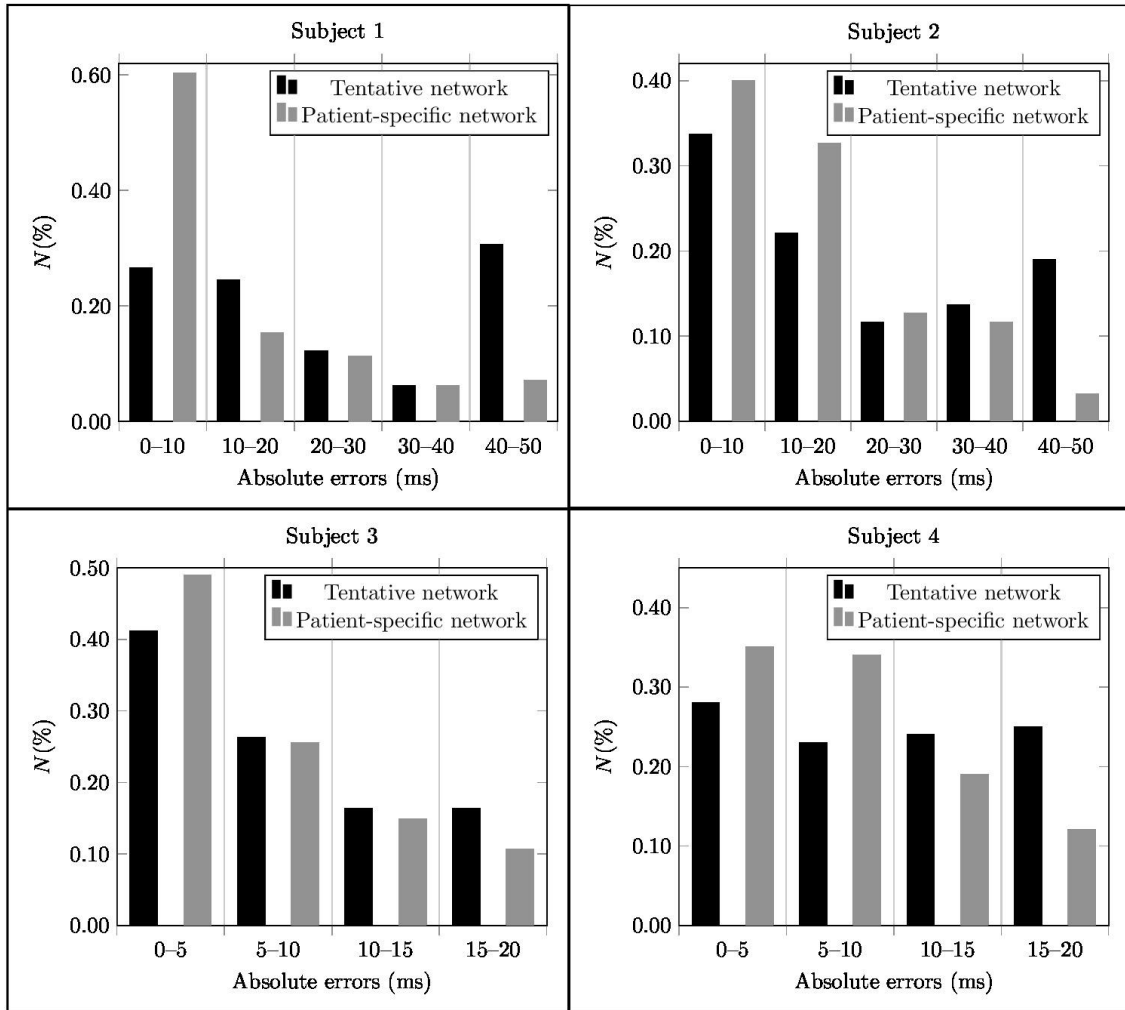 Subject 1
0.60
0.40
0.20
0.00
N(%)
Tentative network
Patient-specific network
0–10 10–20 20–30 30–40 40–50
Absolute errors (ms)
Subject 2
0.40
0.30
0.20
0.10
0.00
N(%)
Tentative network
Patient-specific network
0–10 10–20 20–30 30–40 40–50
Absolute errors (ms)
Subject 3
0.50
0.40
0.30
0.20
0.10
0.00
N(%)
Tentative network
Patient-specific network
0–5 5–10 10–15 15–20
Absolute errors (ms)
Subject 4
0.40
0.30
0.20
0.10
0.00
N(%)
Tentative network
Patient-specific network
0–5 5–10 10–15 15–20
Absolute errors (ms)